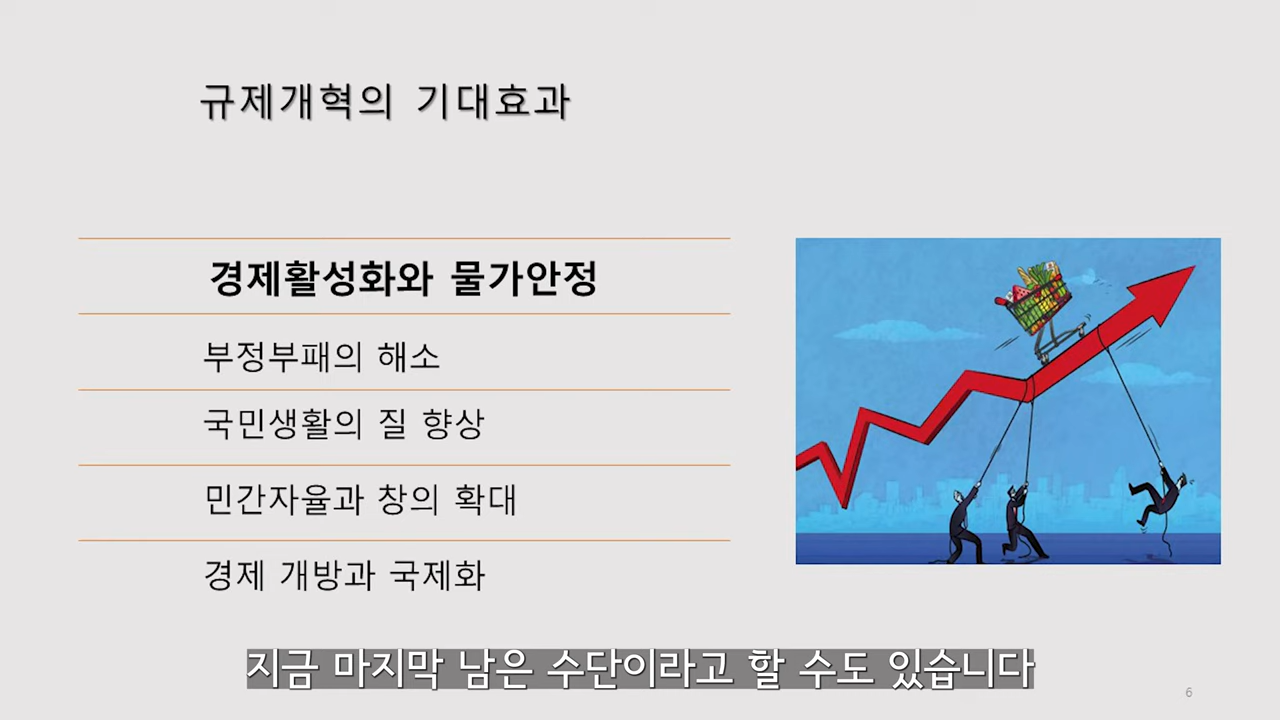 규제개혁의 기대효과
경제활성화와 물가안정
부정부패의 해소
국민생활의 질 향상
민간자율과 창의 확대
경제 개방과 국제화
지금 마지막 남은 수단이라고 할 수도 있습니다
6